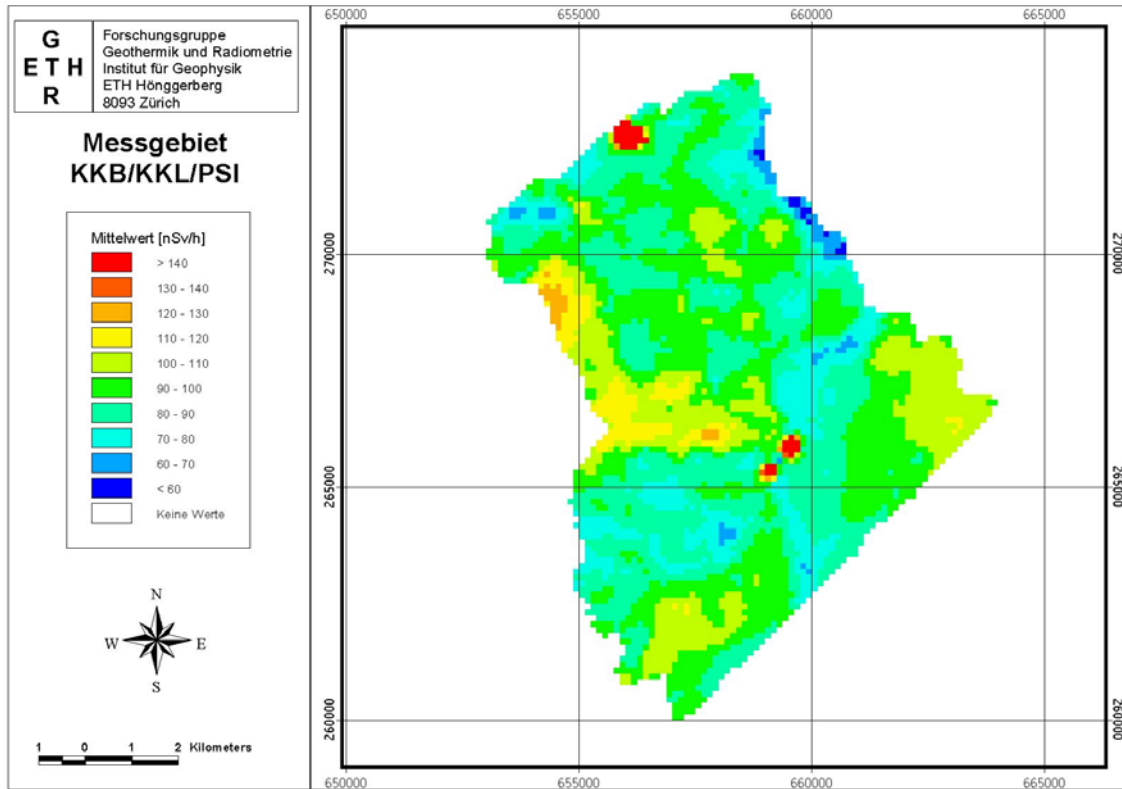 G
E T H
R
Forschungsgruppe
Geothermik und Radiometrie
Institut für Geophysik
ETH Hönggerberg
8093 Zürich
Messgebiet
KKB/KKL/PSI
Mittelwert [nSv/h]
> 140
130 - 140
120 - 130
110 - 120
100 - 110
90 - 100
80 - 90
70 - 80
60 - 70
< 60
Keine Werte
N
W E
S
1 0 1 2 Kilometers
650000 655000 660000 665000
270000 270000
265000 265000
260000 260000
650000 655000 660000 665000